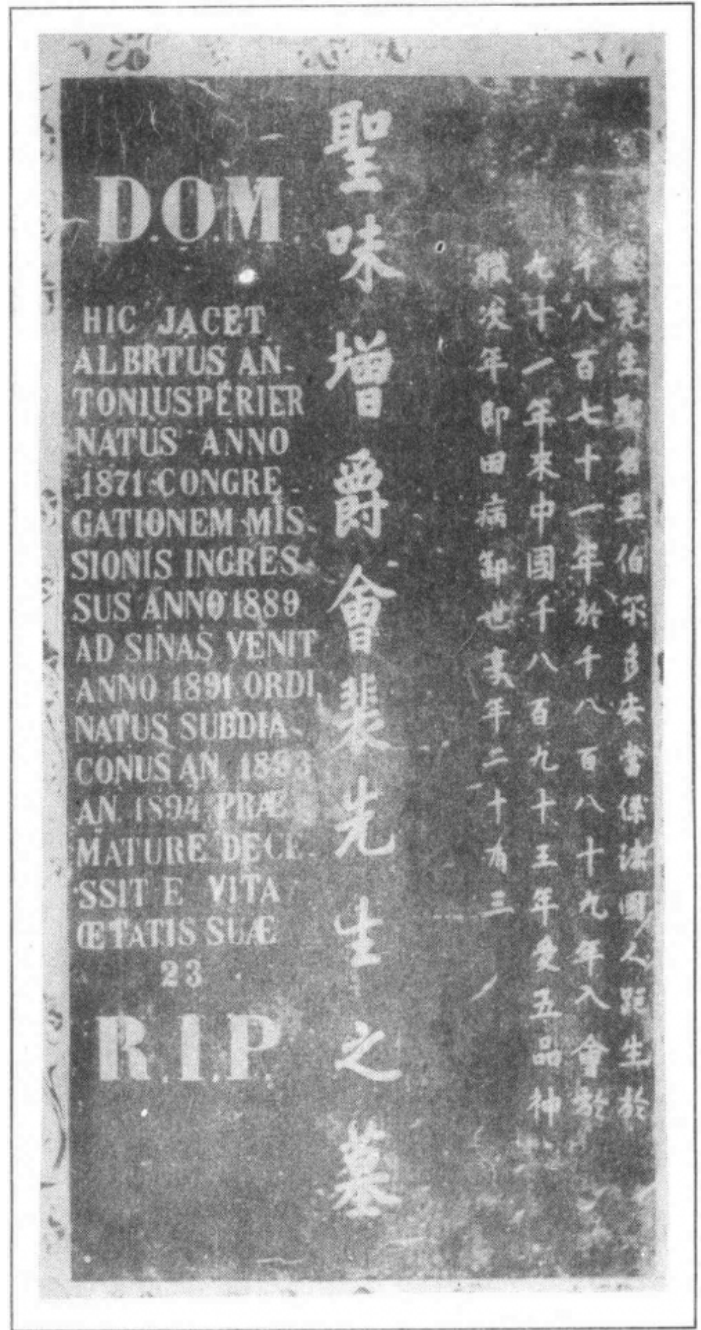 D.O.M.
HIC JACET
ALBRTUS AN-
TONIUSPÉRIER
NATUS ANNO
1871 CONGRE-
GATIONEM MIS-
SIONIS INGRES-
SUS ANNO 1889
AD SINAS VENIT
ANNO 1891 ORDI
NATUS SUBDIA-
CONUS AN. 1893
AN. 1894 PRÆ-
MATURE DECE-
SSIT E VITA
ŒTATIS SUÆ
23
R.I.P.
聖味增爵會裴先生之墓
先生聖名亞伯尔多安當係法國人距生於
千八百七十一年於千八百八十九年入會於
九十一年來中國千八百九十三年受五品神
職次年即因病卸世享年二十有三